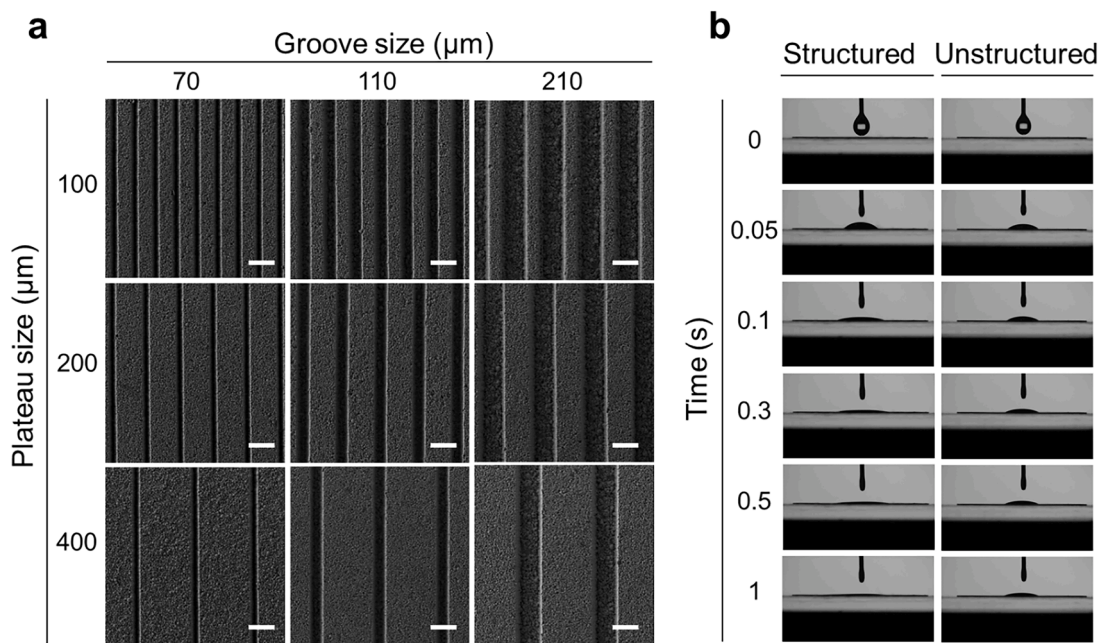 a
Groove size (μm)
70 110 210
Plateau size (μm)
100
200
400
b
Structured Unstructured
Time (s)
0
0.05
0.1
0.3
0.5
1